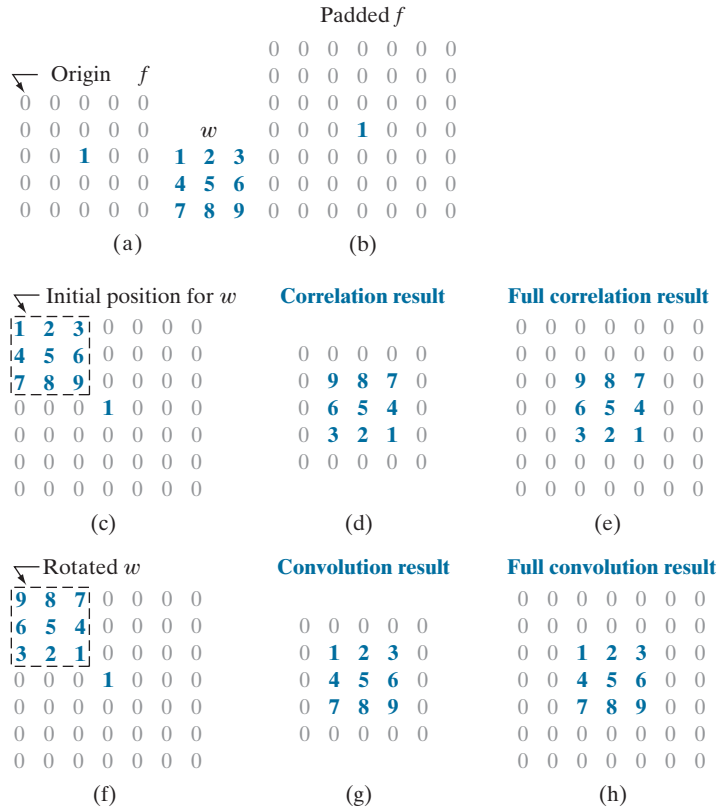 Padded f
0 0 0 0 0 0 0
0 0 0 0 0 0 0
0 0 0 0 0 0 0
0 0 0 1 0 0 0
0 0 0 0 0 0 0
0 0 0 0 0 0 0
0 0 0 0 0 0 0
(b)
Origin f
0 0 0 0 0
0 0 0 0 0
0 0 1 0 0
0 0 0 0 0
0 0 0 0 0
w
1 2 3
4 5 6
7 8 9
(a)
Initial position for w
1 2 3 0 0 0 0
4 5 6 0 0 0 0
7 8 9 0 0 0 0
0 0 0 1 0 0 0
0 0 0 0 0 0 0
0 0 0 0 0 0 0
0 0 0 0 0 0 0
(c)
Correlation result
0 0 0 0 0
0 9 8 7 0
0 6 5 4 0
0 3 2 1 0
0 0 0 0 0
(d)
Full correlation result
0 0 0 0 0 0 0
0 0 0 0 0 0 0
0 0 9 8 7 0 0
0 0 6 5 4 0 0
0 0 3 2 1 0 0
0 0 0 0 0 0 0
0 0 0 0 0 0 0
(e)
Rotated w
9 8 7 0 0 0 0
6 5 4 0 0 0 0
3 2 1 0 0 0 0
0 0 0 1 0 0 0
0 0 0 0 0 0 0
0 0 0 0 0 0 0
0 0 0 0 0 0 0
(f)
Convolution result
0 0 0 0 0
0 1 2 3 0
0 4 5 6 0
0 7 8 9 0
0 0 0 0 0
(g)
Full convolution result
0 0 0 0 0 0 0
0 0 0 0 0 0 0
0 0 1 2 3 0 0
0 0 4 5 6 0 0
0 0 7 8 9 0 0
0 0 0 0 0 0 0
0 0 0 0 0 0 0
(h)